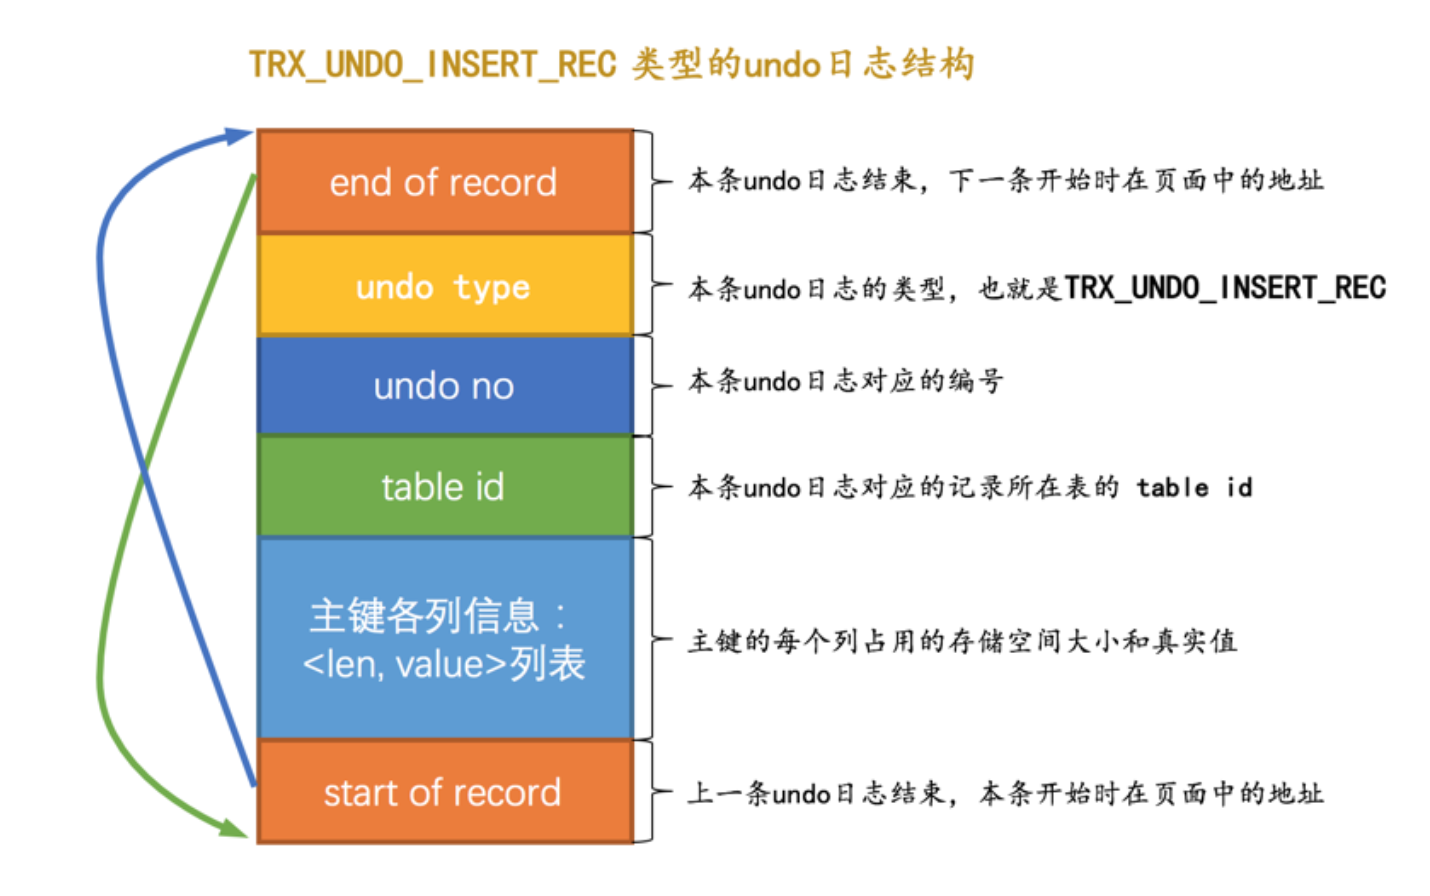 TRX_UNDO_INSERT_REC 类型的undo日志结构
end of record
本条undo日志结束，下一条开始时在页面中的地址
undo type
本条undo日志的类型，也就是TRX_UNDO_INSERT_REC
undo no
本条undo日志对应的编号
table id
本条undo日志对应的记录所在表的 table id
主键各列信息：
<len, value>列表
主键的每个列占用的存储空间大小和真实值
start of record
上一条undo日志结束，本条开始时在页面中的地址